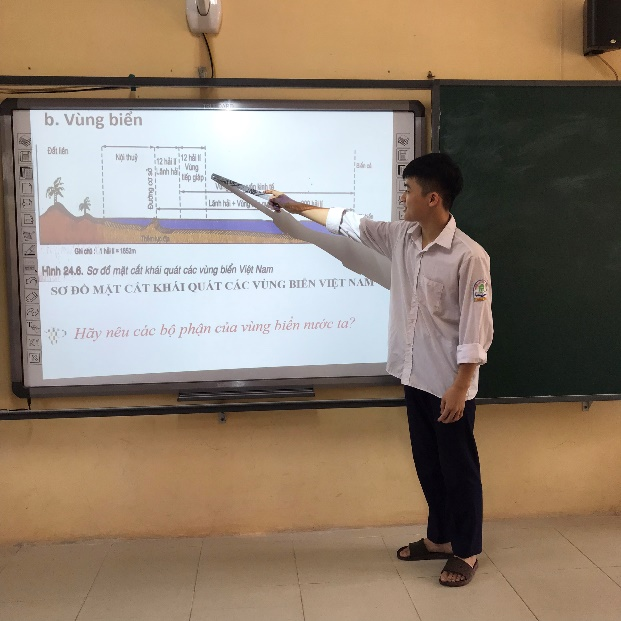 b. Vùng biển
Đất liền
Nội thuỷ
12 hải lí
Lãnh hải
12 hải lí
Vùng
tiếp giáp
Đường cơ sở
Lãnh hải + Vùng
Ghi chú : 1 hải lí = 1852m
Hình 24.6. Sơ đồ mặt cắt khái quát các vùng biển Việt Nam
SƠ ĐỒ MẶT CẮT KHÁI QUÁT CÁC VÙNG BIỂN VIỆT NAM
Hãy nêu các bộ phận của vùng biển nước ta?